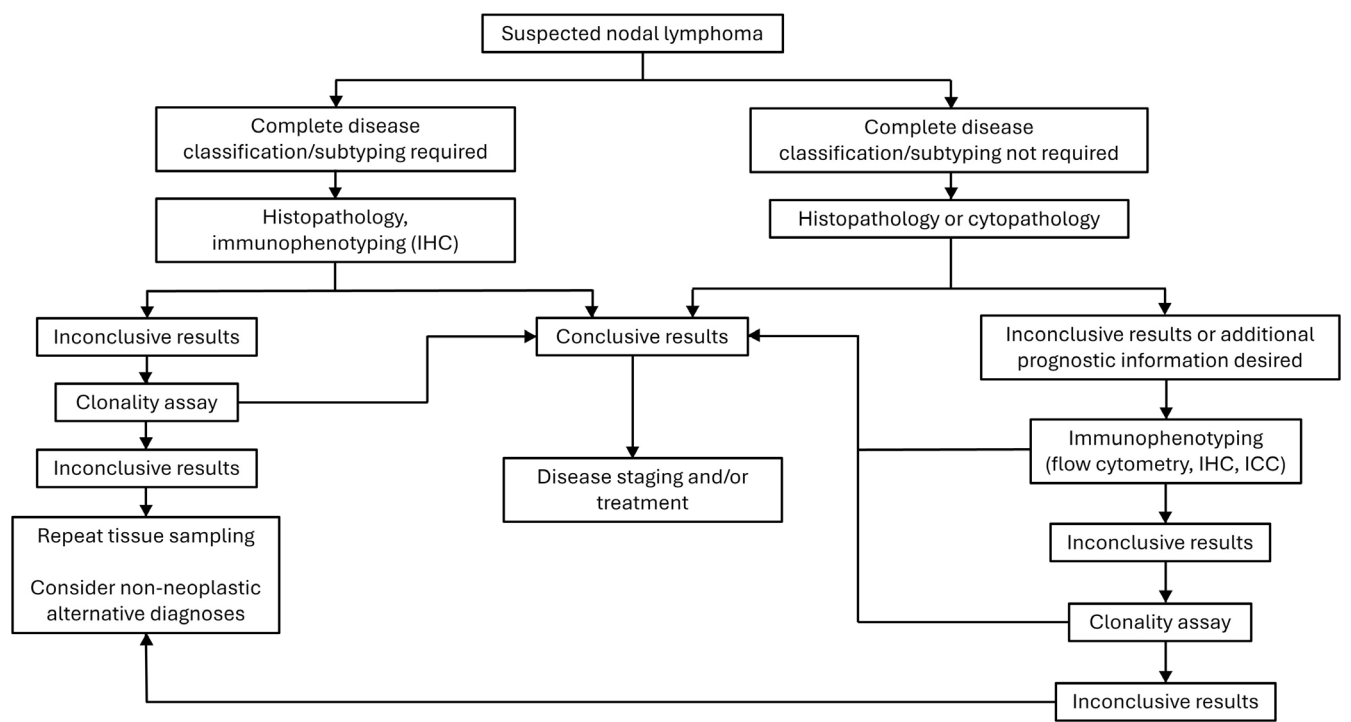 Suspected nodal lymphoma
Complete disease
classification/subtyping required
Complete disease
classification/subtyping not required
Histopathology,
immunophenotyping (IHC)
Histopathology or cytopathology
Inconclusive results
Conclusive results
Inconclusive results or additional
prognostic information desired
Clonality assay
Immunophenotyping
(flow cytometry, IHC, ICC)
Inconclusive results
Disease staging and/or
treatment
Repeat tissue sampling
Consider non-neoplastic
alternative diagnoses
Inconclusive results
Clonality assay
Inconclusive results